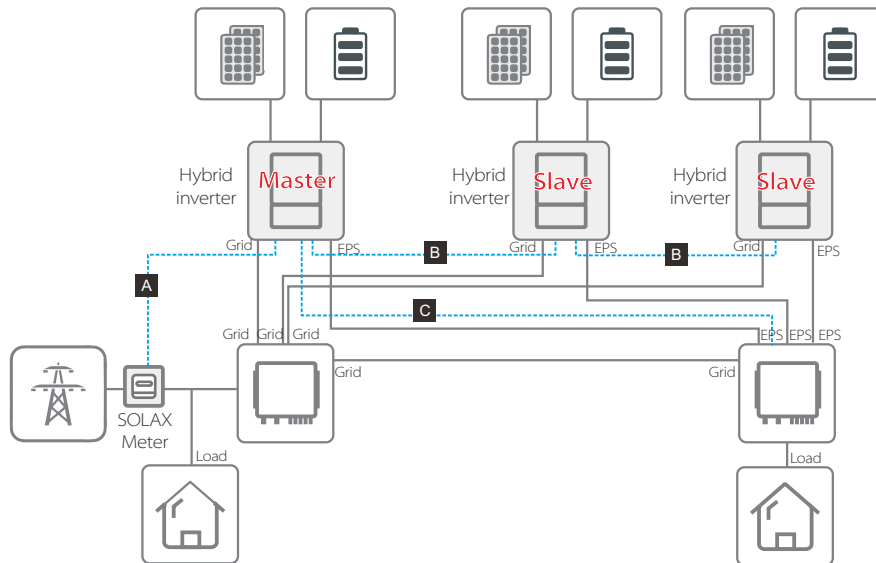 Hybrid
inverter
Master
Hybrid
inverter
Slave
Hybrid
inverter
Slave
Grid
EPS
Grid
EPS
Grid
EPS
A
B
B
C
Grid
Grid
Grid
EPS
EPS
EPS
Grid
Grid
SOLAX
Meter
Load
Load